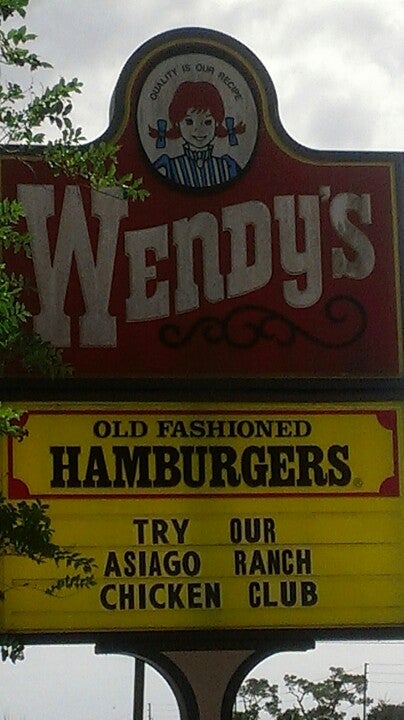 QUALITY IS OUR RECIPE
WENDY'S
OLD FASHIONED
HAMBURGERS®
TRY OUR
ASIAGO RANCH
CHICKEN CLUB